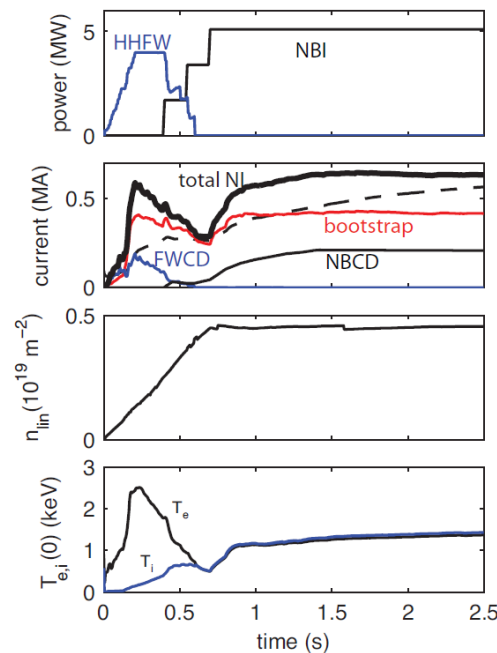 5
HHFW
NBI
power (MW)
0
total NI
0.5
current (MA)
bootstrap
FWCD
NBCD
0
0.5
n_lin(10^19 m^-2)
0
3
T_e
2
T_e,i(0) (keV)
1
T_i
0
0 0.5 1 1.5 2 2.5
time (s)